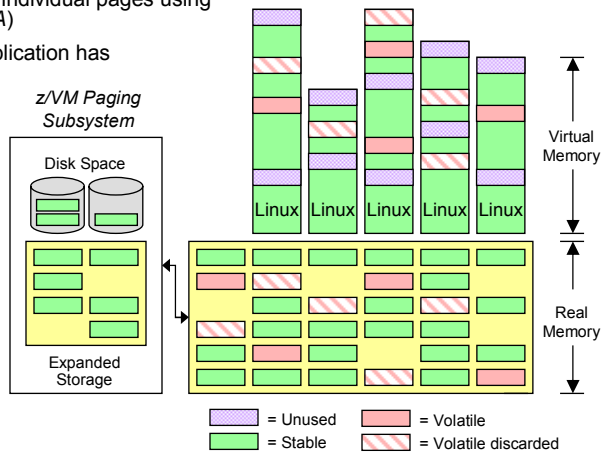 individual pages using
A)
plication has
z/VM Paging
Subsystem
Disk Space
Expanded
Storage
Linux
Linux
Linux
Linux
Linux
Virtual
Memory
Real
Memory
= Unused
= Volatile
= Stable
= Volatile discarded